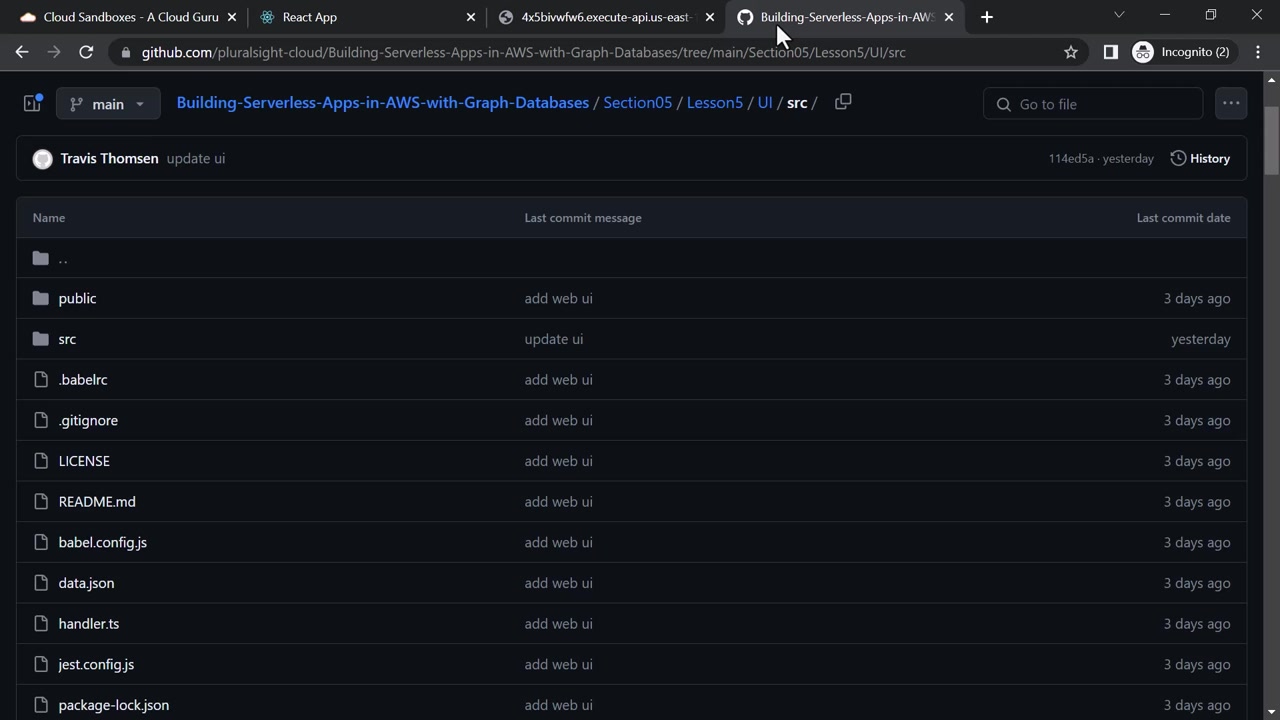 Cloud Sandboxes - A Cloud Guru
React App
4x5bivwfw6.execute-api.us-east-
Building-Serverless-Apps-in-AWS
github.com/pluralsight-cloud/Building-Serverless-Apps-in-AWS-with-Graph-Databases/tree/main/Section05/Lesson5/UI/src
Incognito (2)
main
Building-Serverless-Apps-in-AWS-with-Graph-Databases / Section05 / Lesson5 / UI / src /
Go to file
Travis Thomsen update ui
114ed5a · yesterday
History
Name Last commit message Last commit date
..
public add web ui 3 days ago
src update ui yesterday
.babelrc add web ui 3 days ago
.gitignore add web ui 3 days ago
LICENSE add web ui 3 days ago
README.md add web ui 3 days ago
babel.config.js add web ui 3 days ago
data.json add web ui 3 days ago
handler.ts add web ui 3 days ago
jest.config.js add web ui 3 days ago
package-lock.json add web ui 3 days ago